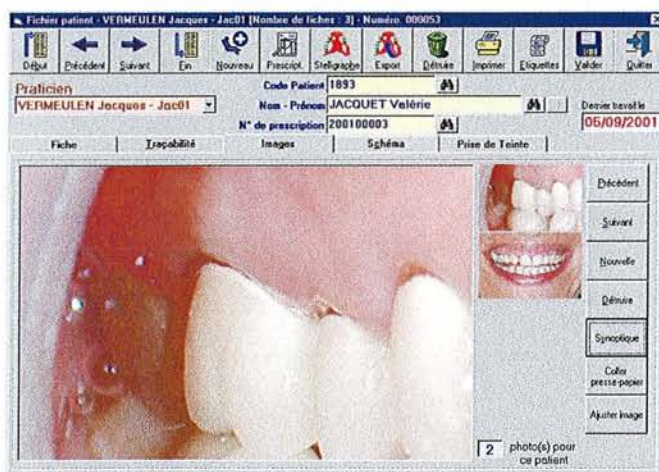 Fichier patient - VERMEULEN Jacques - Jac01 [Nombre de fiches : 3] - Numéro. 000053
Début Précédent Suivant Fin Nouveau Prescript. Stelligraphe Export Détruire Imprimer Etiquettes Valider Quitter
Praticien
VERMEULEN Jacques - Jac01
Code Patient 1893
Nom - Prénom JACQUET Valérie
N° de prescription 200100003
Dernier travail le
05/09/2001
Fiche Traçabilité Images Schéma Prise de Teinte
Précédent
Suivant
Nouvelle
Détruire
Synoptique
Coller
presse-papier
Ajuster image
2 photo(s) pour
ce patient